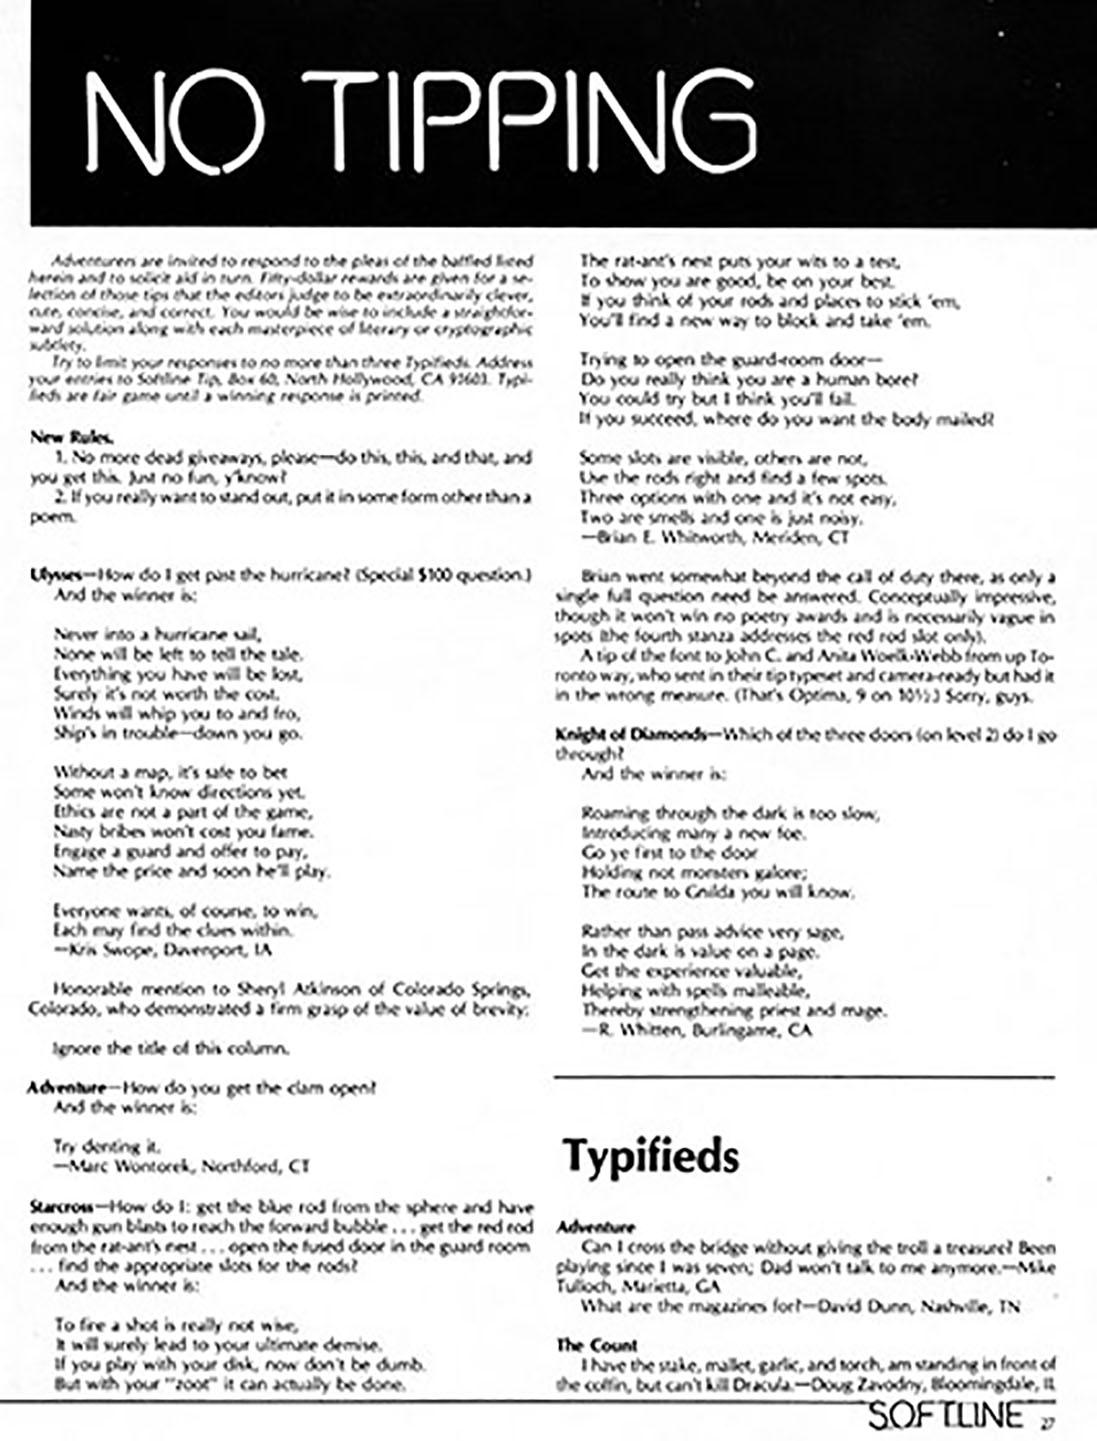 NO TIPPING
Adventurers are invited to respond to the pleas of the baffled listed
herein and to solicit aid in turn. Fifty-dollar rewards are given for a se-
lection of those tips that the editors judge to be extraordinarily clever,
cute, concise, and correct. You would be wise to include a straightfor-
ward solution along with each masterpiece of literary or cryptographic
subtlety.
Try to limit your responses to no more than three Typifieds. Address
your entries to Softline Tip, Box 60, North Hollywood, CA 91603. Typi-
fieds are fair game until a winning response is printed.
New Rules.
1. No more dead giveaways, please—do this, this, and that, and
you get this. Just no fun, y'know?
2. If you really want to stand out, put it in some form other than a
poem.
Ulysses—How do I get past the hurricane? (Special $100 question.)
And the winner is:
Never into a hurricane sail,
None will be left to tell the tale.
Everything you have will be lost,
Surely it's not worth the cost.
Winds will whip you to and fro,
Ship's in trouble—down you go.
Without a map, it's safe to bet
Some won't know directions yet.
Ethics are not a part of the game,
Nasty bribes won't cost you fame.
Engage a guard and offer to pay,
Name the price and soon he'll play.
Everyone wants, of course, to win,
Each may find the clues within.
—Kris Swope, Davenport, IA
Honorable mention to Sheryl Atkinson of Colorado Springs,
Colorado, who demonstrated a firm grasp of the value of brevity:
Ignore the title of this column.
Adventure—How do you get the clam open?
And the winner is:
Try denting it.
—Marc Wontorek, Northford, CT
Starcross—How do I: get the blue rod from the sphere and have
enough gun blasts to reach the forward bubble . . . get the red rod
from the rat-ant's nest . . . open the fused door in the guard room
. . . find the appropriate slots for the rods?
And the winner is:
To fire a shot is really not wise,
It will surely lead to your ultimate demise.
If you play with your disk, now don't be dumb.
But with your "zoot" it can actually be done.
The rat-ant's nest puts your wits to a test,
To show you are good, be on your best.
If you think of your rods and places to stick 'em,
You'll find a new way to block and take 'em.
Trying to open the guard-room door—
Do you really think you are a human bore?
You could try but I think you'll fail.
If you succeed, where do you want the body mailed?
Some slots are visible, others are not,
Use the rods right and find a few spots.
Three options with one and it's not easy,
Two are smells and one is just noisy.
—Brian E. Whitworth, Meriden, CT
Brian went somewhat beyond the call of duty there, as only a
single full question need be answered. Conceptually impressive,
though it won't win no poetry awards and is necessarily vague in
spots (the fourth stanza addresses the red rod slot only).
A tip of the font to John C. and Anita Woelk-Webb from up To-
ronto way, who sent in their tip typeset and camera-ready but had it
in the wrong measure. (That's Optima, 9 on 10½.) Sorry, guys.
Knight of Diamonds—Which of the three doors (on level 2) do I go
through?
And the winner is:
Roaming through the dark is too slow,
Introducing many a new foe.
Go ye first to the door
Holding not monsters galore;
The route to Gnilda you will know.
Rather than pass advice very sage,
In the dark is value on a page.
Get the experience valuable,
Helping with spells malleable,
Thereby strengthening priest and mage.
—R. Whitten, Burlingame, CA
Typifieds
Adventure
Can I cross the bridge without giving the troll a treasure? Been
playing since I was seven; Dad won't talk to me anymore.—Mike
Tulloch, Marietta, GA
What are the magazines for?—David Dunn, Nashville, TN
The Count
I have the stake, mallet, garlic, and torch, am standing in front of
the coffin, but can't kill Dracula.—Doug Zavodny, Bloomingdale, IL
SOFTLINE 27